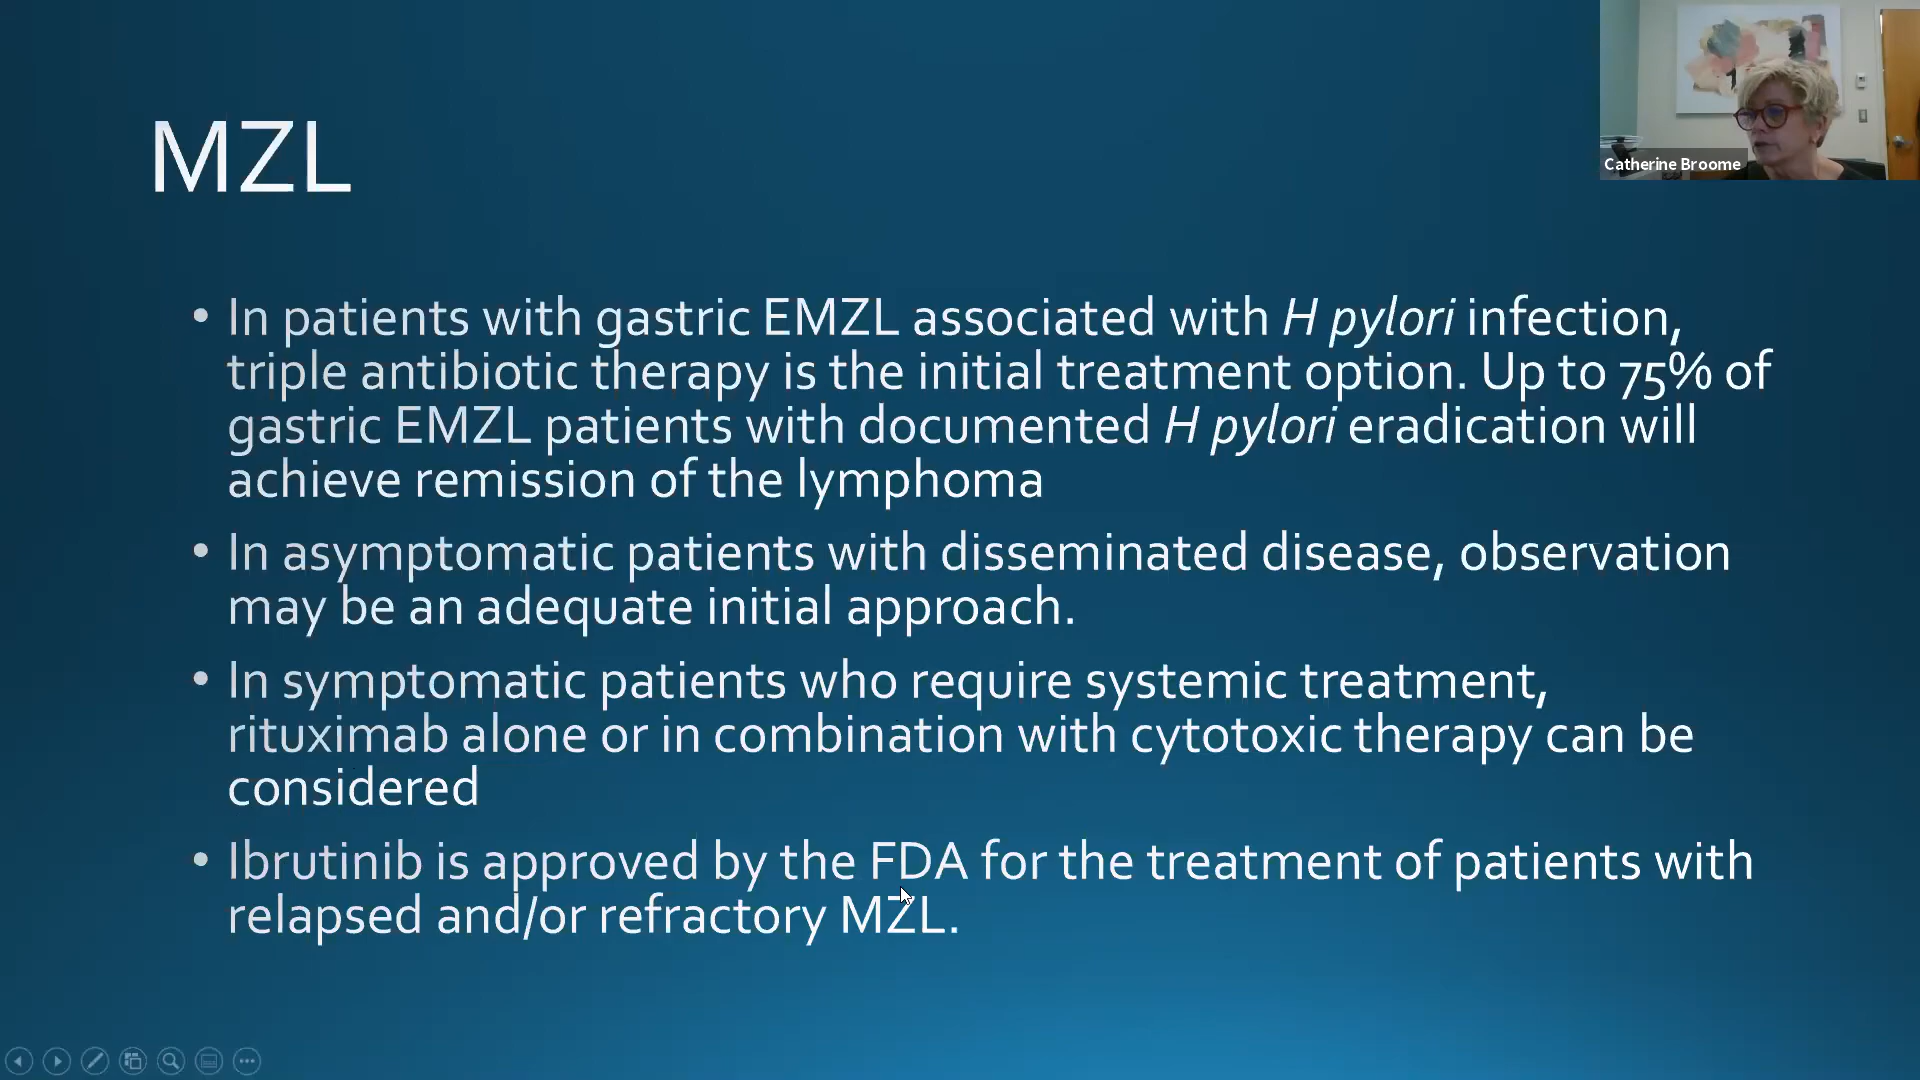 MZL
Catherine Broome
• In patients with gastric EMZL associated with H pylori infection,
triple antibiotic therapy is the initial treatment option. Up to 75% of
gastric EMZL patients with documented H pylori eradication will
achieve remission of the lymphoma
• In asymptomatic patients with disseminated disease, observation
may be an adequate initial approach.
• In symptomatic patients who require systemic treatment,
rituximab alone or in combination with cytotoxic therapy can be
considered
• Ibrutinib is approved by the FDA for the treatment of patients with
relapsed and/or refractory MZL.